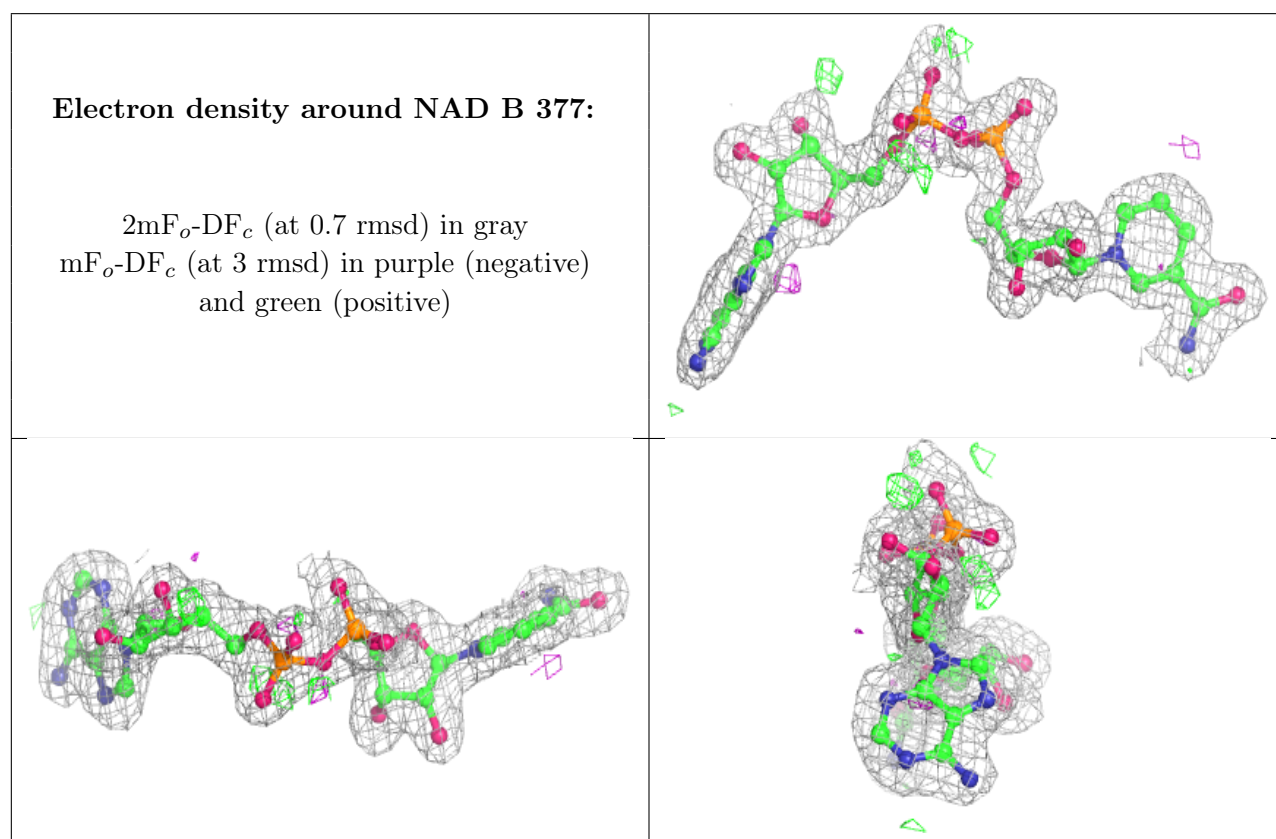 Electron density around NAD B 377:
2mFo-DFc (at 0.7 rmsd) in gray
mFo-DFc (at 3 rmsd) in purple (negative)
and green (positive)